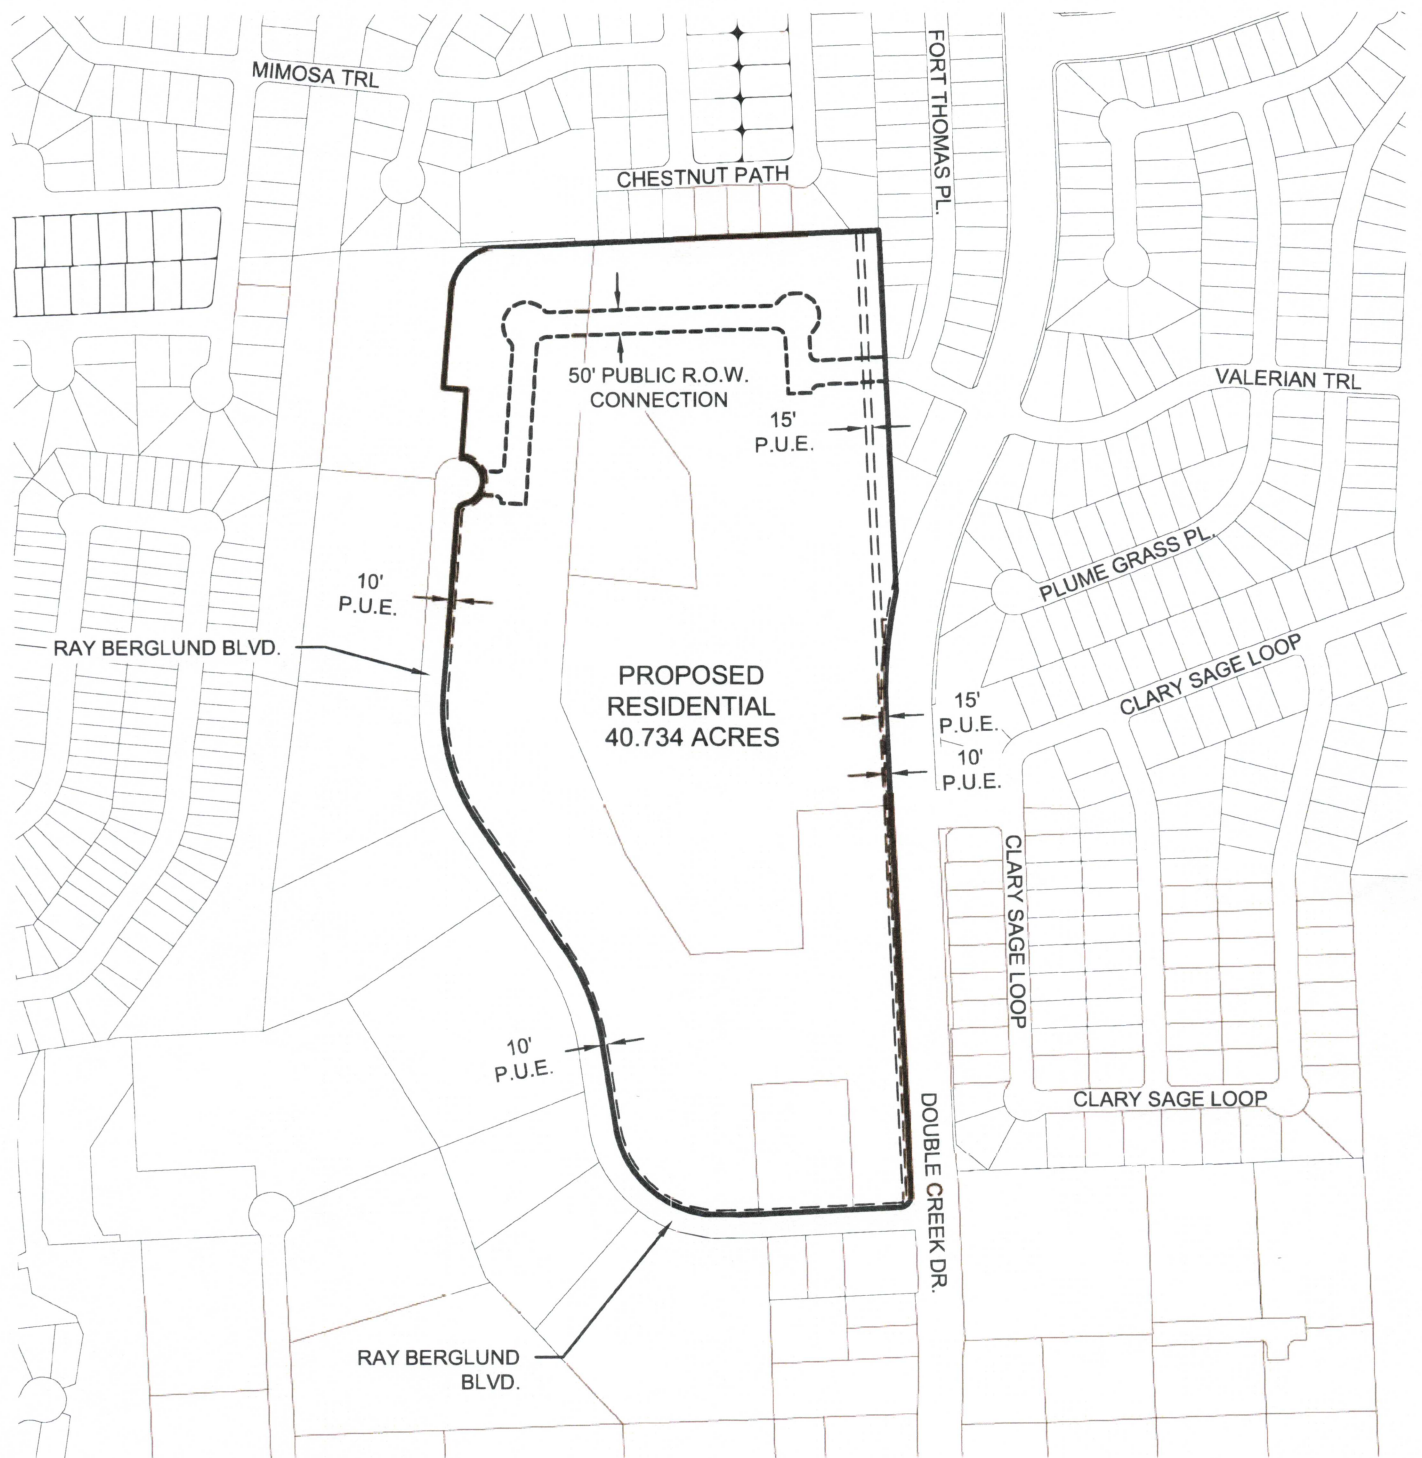 MIMOSA TRL
FORT THOMAS PL.
CHESTNUT PATH
50' PUBLIC R.O.W.
CONNECTION
VALERIAN TRL
15'
P.U.E.
PLUME GRASS PL.
10'
P.U.E.
RAY BERGLUND BLVD.
CLARY SAGE LOOP
PROPOSED
RESIDENTIAL
40.734 ACRES
15'
P.U.E.
10'
P.U.E.
CLARY SAGE LOOP
10'
P.U.E.
CLARY SAGE LOOP
DOUBLE CREEK DR.
RAY BERGLUND
BLVD.